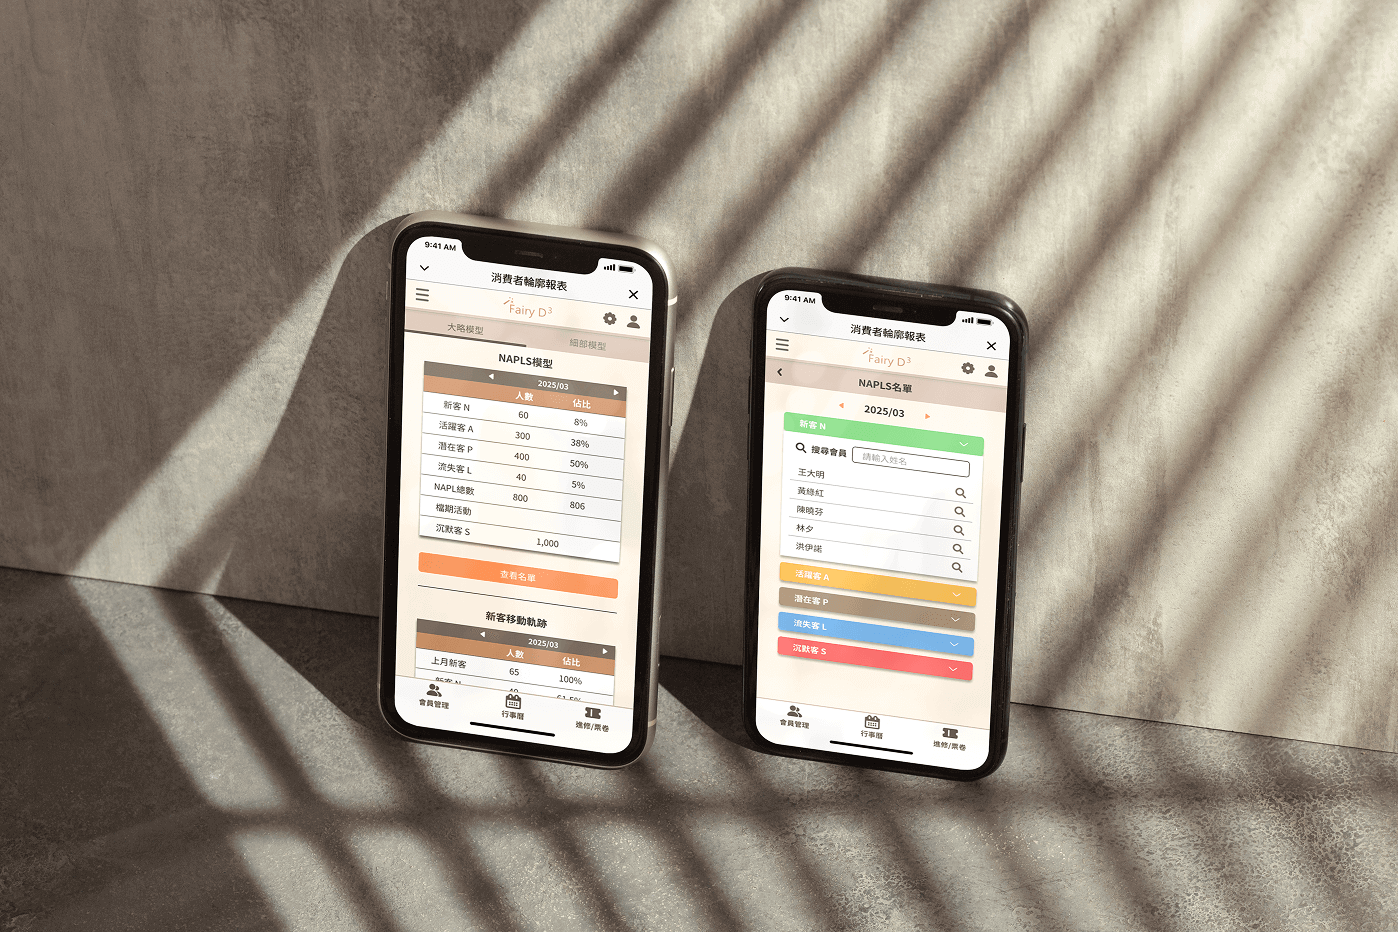 9:41 AM
消費者輪廓報表
Fairy D³
大略模型 細部模型
NAPLS模型
2025/03
人數 佔比
新客 N 60 8%
活躍客 A 300 38%
潛在客 P 400 50%
流失客 L 40 5%
NAPL總數 800 806
檔期活動
沉默客 S 1,000
查看名單
新客移動軌跡
2025/03
人數 佔比
上月新客 65 100%
會員管理 行事曆 進修/票卷
9:41 AM
消費者輪廓報表
Fairy D³
NAPLS名單
2025/03
新客 N
搜尋會員 請輸入姓名
王大明
黃綠紅
陳曉芬
林夕
洪伊諾
活躍客 A
潛在客 P
流失客 L
沉默客 S
會員管理 行事曆 進修/票卷